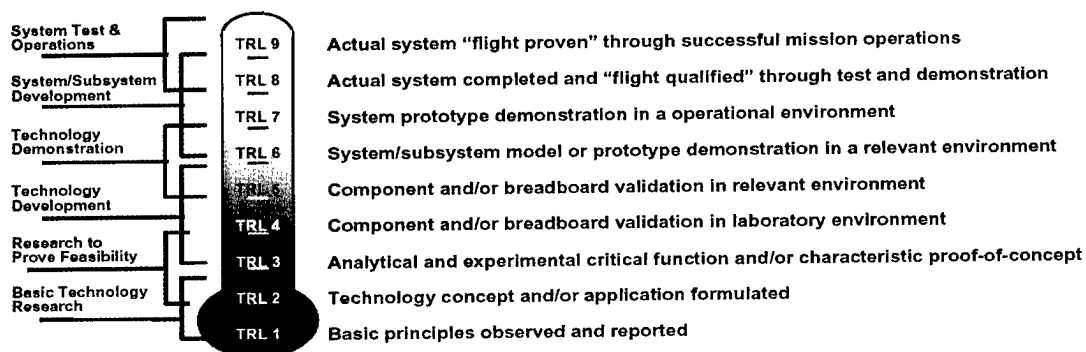 System Test &
Operations
System/Subsystem
Development
Technology
Demonstration
Technology
Development
Research to
Prove Feasibility
Basic Technology
Research
TRL 9
Actual system “flight proven” through successful mission operations
TRL 8
Actual system completed and “flight qualified” through test and demonstration
TRL 7
System prototype demonstration in a operational environment
TRL 6
System/subsystem model or prototype demonstration in a relevant environment
TRL 5
Component and/or breadboard validation in relevant environment
TRL 4
Component and/or breadboard validation in laboratory environment
TRL 3
Analytical and experimental critical function and/or characteristic proof-of-concept
TRL 2
Technology concept and/or application formulated
TRL 1
Basic principles observed and reported